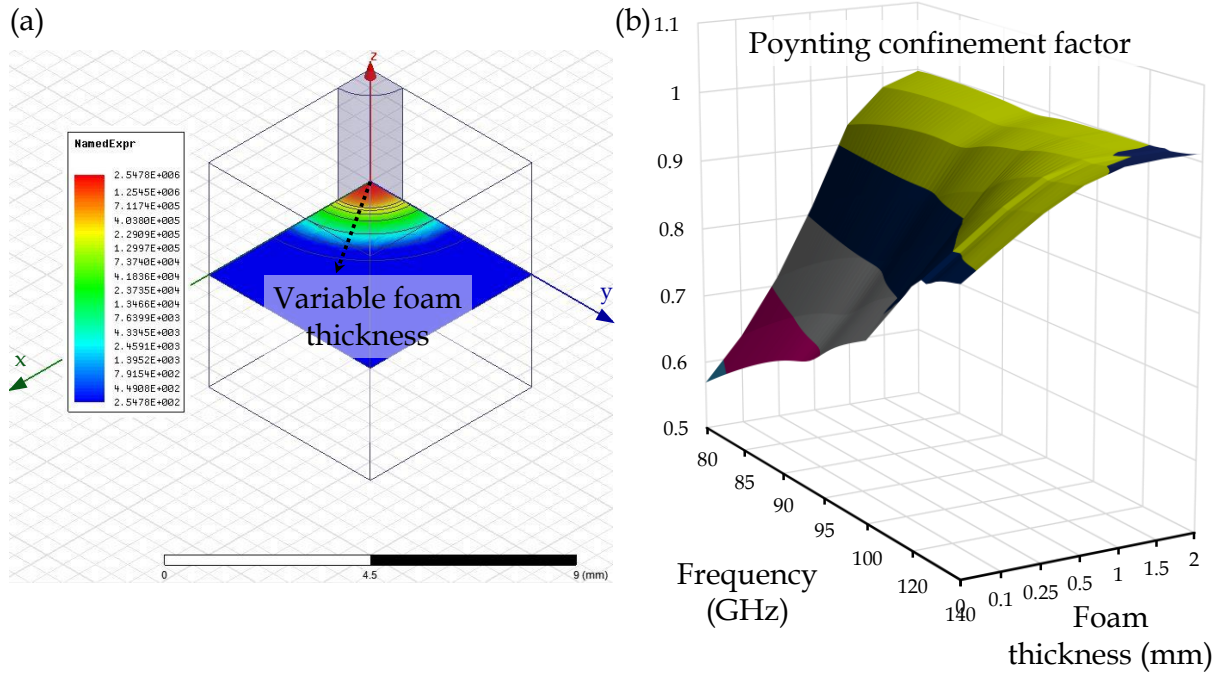 (a)
z
NamedExpr
2.5478E+006
1.2545E+006
7.1174E+005
4.0380E+005
2.2909E+005
1.2997E+005
7.3740E+004
4.1836E+004
2.3735E+004
1.3466E+004
7.6399E+003
4.3345E+003
2.4591E+003
1.3952E+003
7.9154E+002
4.4908E+002
2.5478E+002
Variable foam
thickness
y
x
0 4.5 9 (mm)
(b)
Poynting confinement factor
1.1
1
0.9
0.8
0.7
0.6
0.5
80
85
90
95
100
120
140
Frequency
(GHz)
0 0.1 0.25 0.5 1 1.5 2
Foam
thickness (mm)